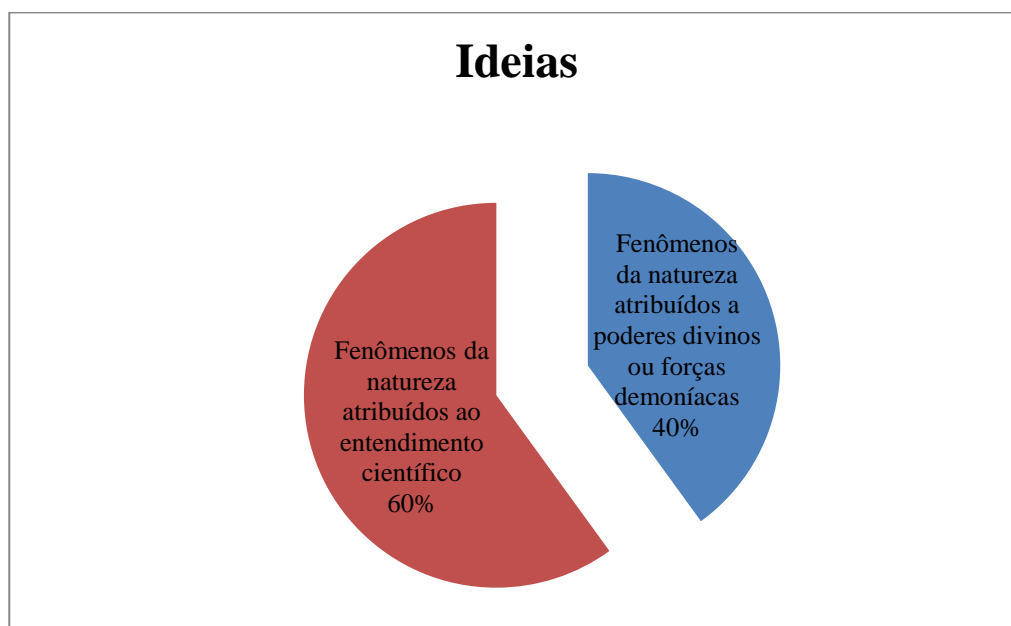 Ideias
Fenômenos
da natureza
atribuídos a
poderes divinos
ou forças
demoníacas
40%
Fenômenos da
natureza
atribuídos ao
entendimento
científico
60%